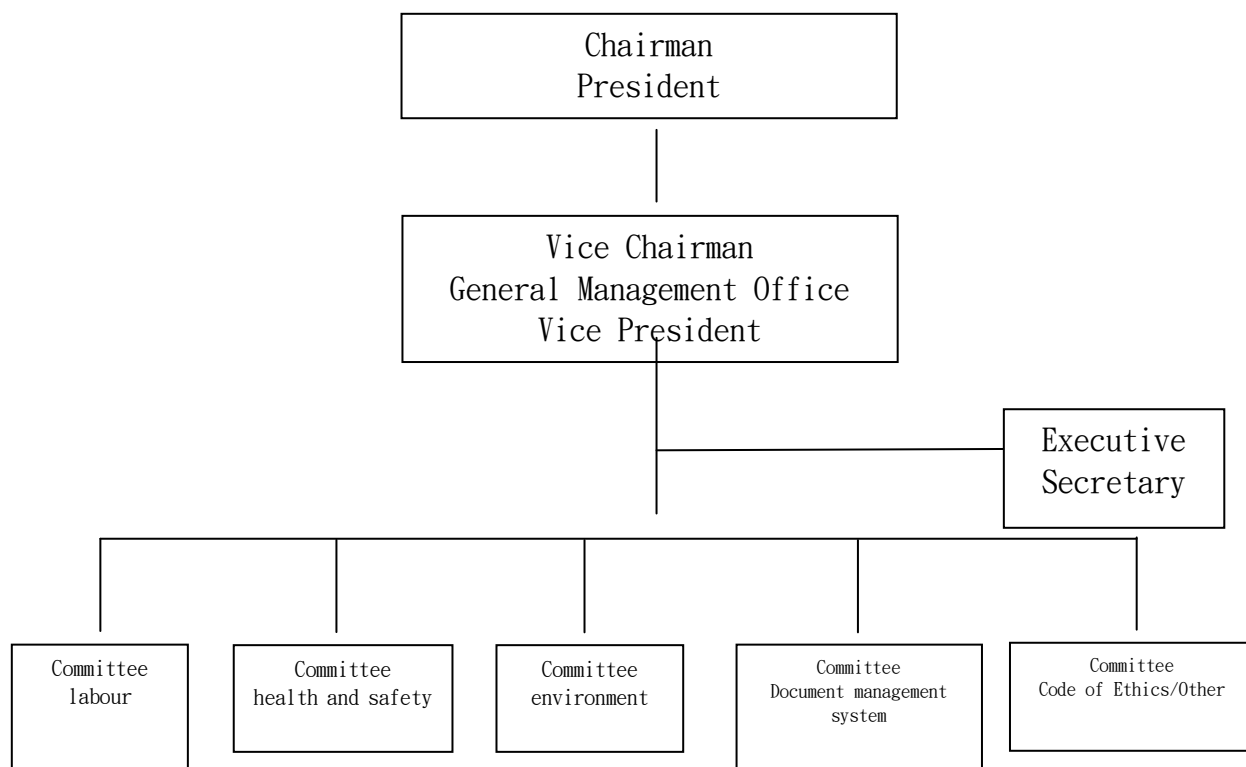 Chairman
President
Vice Chairman
General Management Office
Vice President
Executive
Secretary
Committee
labour
Committee
health and safety
Committee
environment
Committee
Document management
system
Committee
Code of Ethics/Other